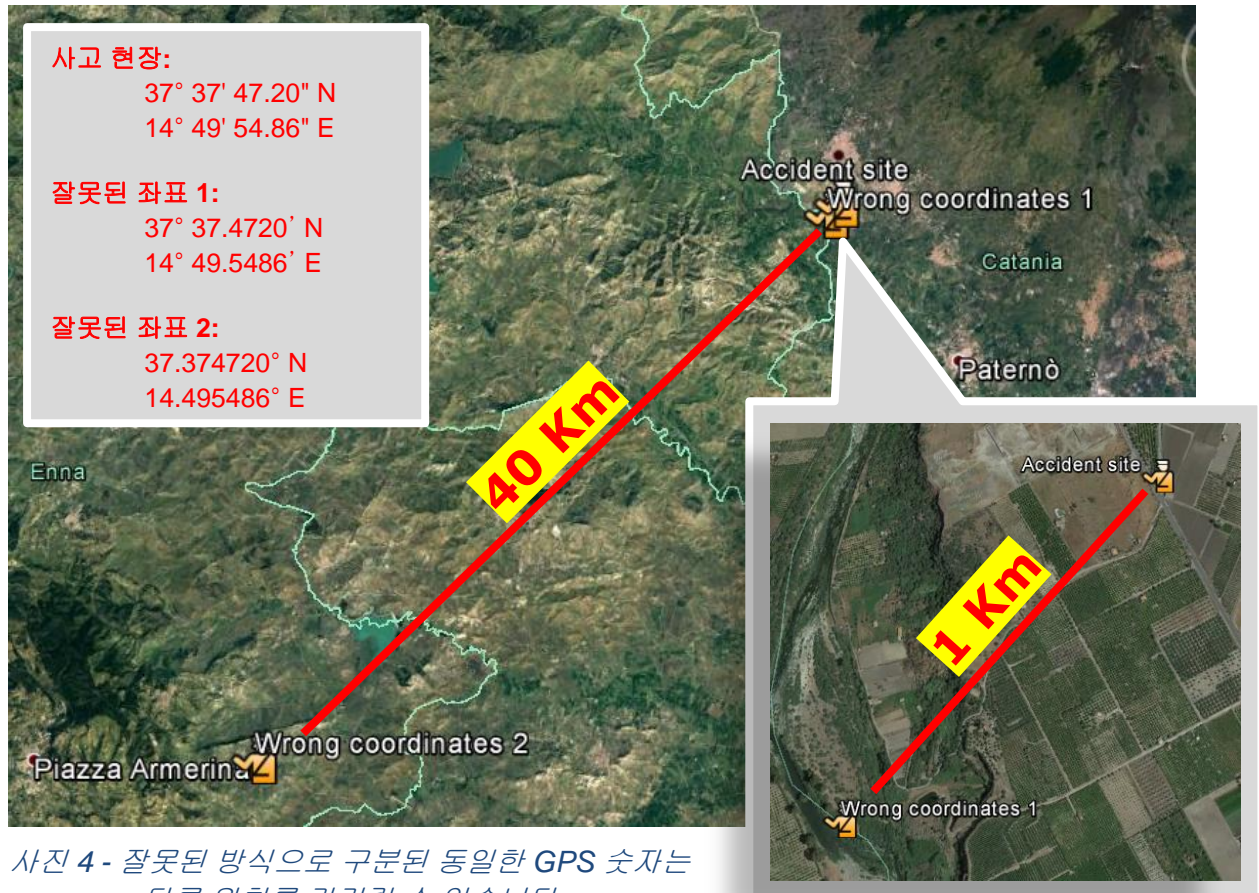 사고 현장:
37° 37' 47.20" N
14° 49' 54.86" E
잘못된 좌표 1:
37° 37.4720’ N
14° 49.5486’ E
잘못된 좌표 2:
37.374720° N
14.495486° E
Accident site
Wrong coordinates 1
Catania
Paternò
40 Km
Enna
Wrong coordinates 2
Piazza Armerina
Accident site
1 Km
Wrong coordinates 1
사진 4 - 잘못된 방식으로 구분된 동일한 GPS 숫자는